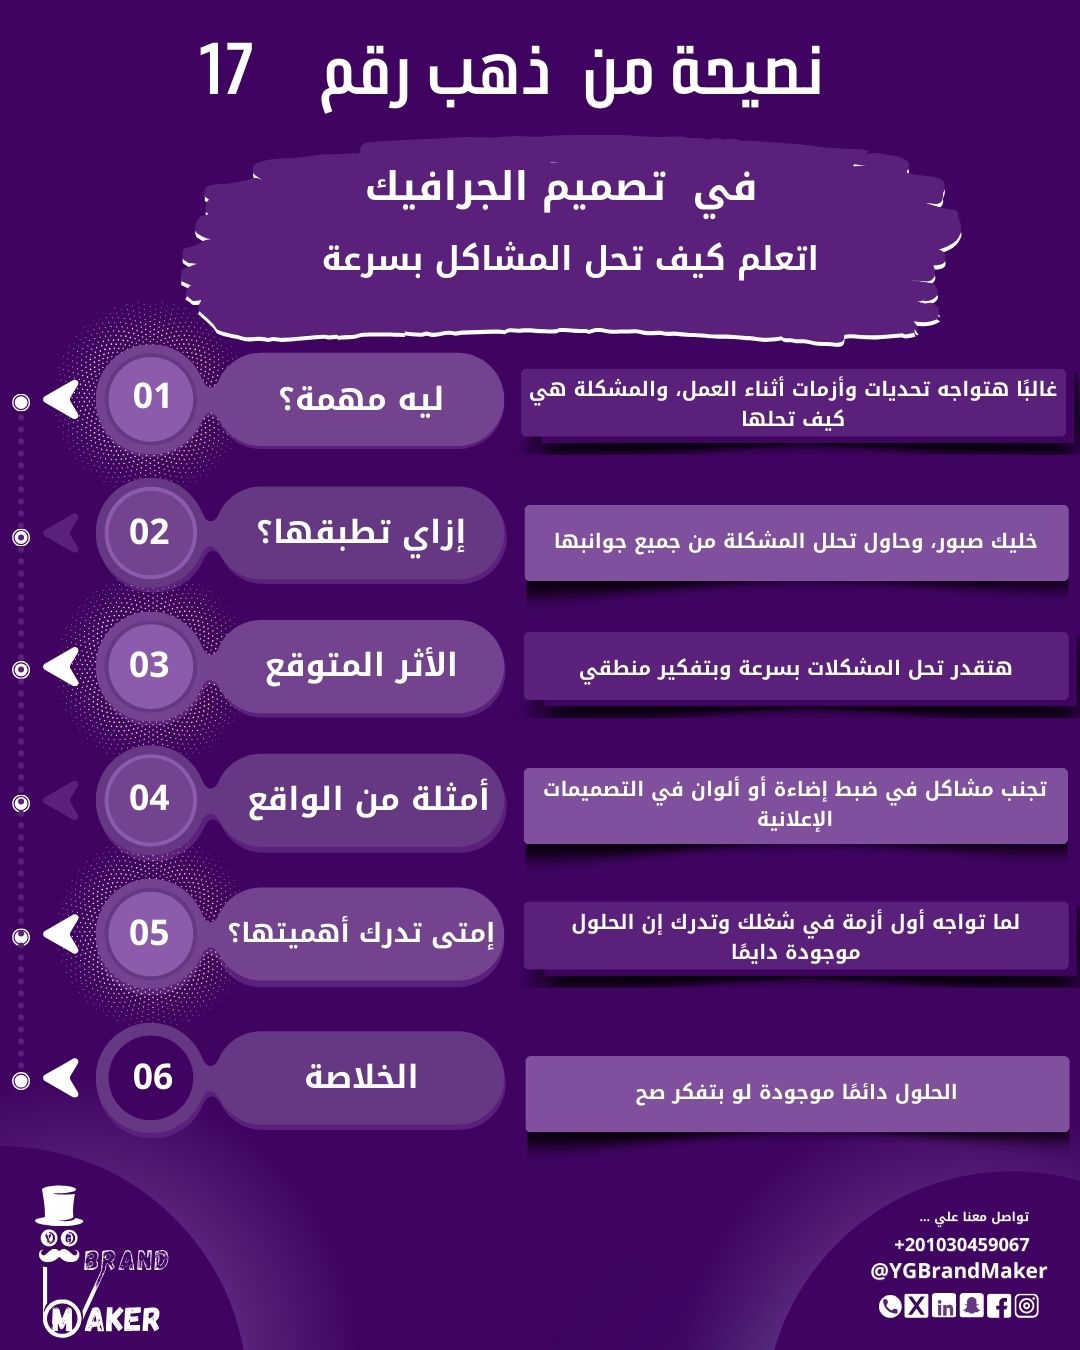 نصيحة من ذهب رقم 17
في تصميم الجرافيك
اتعلم كيف تحل المشاكل بسرعة
01
ليه مهمة؟
غالبًا هتواجه تحديات وأزمات أثناء العمل، والمشكلة هي
كيف تحلها
02
إزاي تطبقها؟
خليك صبور، وحاول تحلل المشكلة من جميع جوانبها
03
الأثر المتوقع
هتقدر تحل المشكلات بسرعة وبتفكير منطقي
04
أمثلة من الواقع
تجنب مشاكل في ضبط إضاءة أو ألوان في التصميمات
الإعلانية
05
إمتى تدرك أهميتها؟
لما تواجه أول أزمة في شغلك وتدرك إن الحلول
موجودة دايمًا
06
الخلاصة
الحلول دائمًا موجودة لو بتفكر صح
تواصل معنا علي ...
+201030459067
@YGBrandMaker
YG
BRAND
MAKER